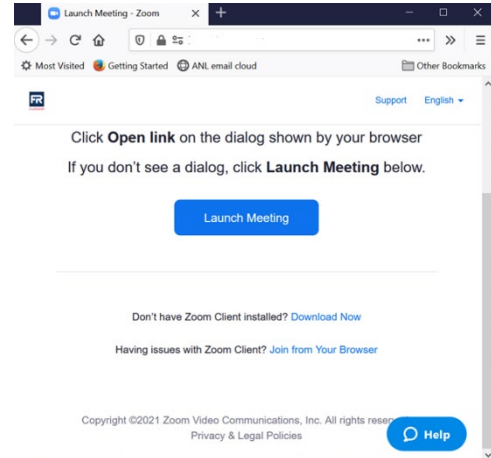 Launch Meeting - Zoom
Most Visited Getting Started ANL email cloud Other Bookmarks
FR Support English
Click Open link on the dialog shown by your browser
If you don't see a dialog, click Launch Meeting below.
Launch Meeting
Don't have Zoom Client installed? Download Now
Having issues with Zoom Client? Join from Your Browser
Copyright ©2021 Zoom Video Communications, Inc. All rights
Privacy & Legal Policies
Help